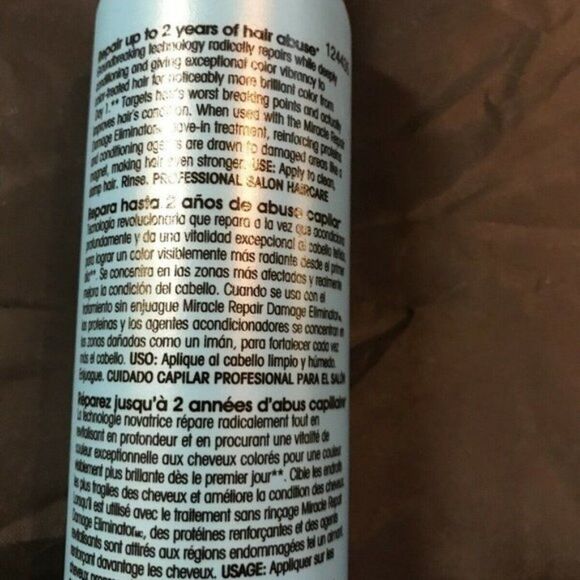 Repair up to 2 years of hair abuse*
technology radically repairs while deeply
conditioning and giving exceptional color vibrancy to
color-treated hair for noticeably more brilliant color from
Day 1.** Targets hair's worst breaking points and actually
improves hair's condition. When used with the Miracle Repair
Damage Eliminator leave-in treatment, reinforcing proteins
and conditioning agents are drawn to damaged areas like a
magnet, making hair even stronger. USE: Apply to clean,
damp hair. Rinse. PROFESSIONAL SALON HAIRCARE
Repara hasta 2 años de abuso capilar
Tecnología revolucionaria que repara a la vez que acondiciona
profundamente y da una vitalidad excepcional al cabello teñido,
para lograr un color visiblemente más radiante desde el primer
día**. Se concentra en las zonas más afectadas y realmente
mejora la condición del cabello. Cuando se usa con el
tratamiento sin enjuague Miracle Repair Damage Eliminator
las proteínas y los agentes acondicionadores se concentran en
las zonas dañadas como un imán, para fortalecer cada vez
más el cabello. USO: Aplique al cabello limpio y húmedo.
Enjuague. CUIDADO CAPILAR PROFESIONAL PARA EL SALÓN
Réparez jusqu'à 2 années d'abus capillaire*
La technologie novatrice répare radicalement tout en
revitalisant en profondeur et en procurant une vitalité de
couleur exceptionnelle aux cheveux colorés pour une couleur
visiblement plus brillante dès le premier jour**. Cible les endroits
les plus fragiles des cheveux et améliore la condition des cheveux.
Lorsqu'il est utilisé avec le traitement sans rinçage Miracle Repair
Damage Eliminator, des protéines renforçantes et des agents
revitalisants sont attirés aux régions endommagées tel un aimant,
renforçant davantage les cheveux. USAGE: Appliquer sur les
cheveux